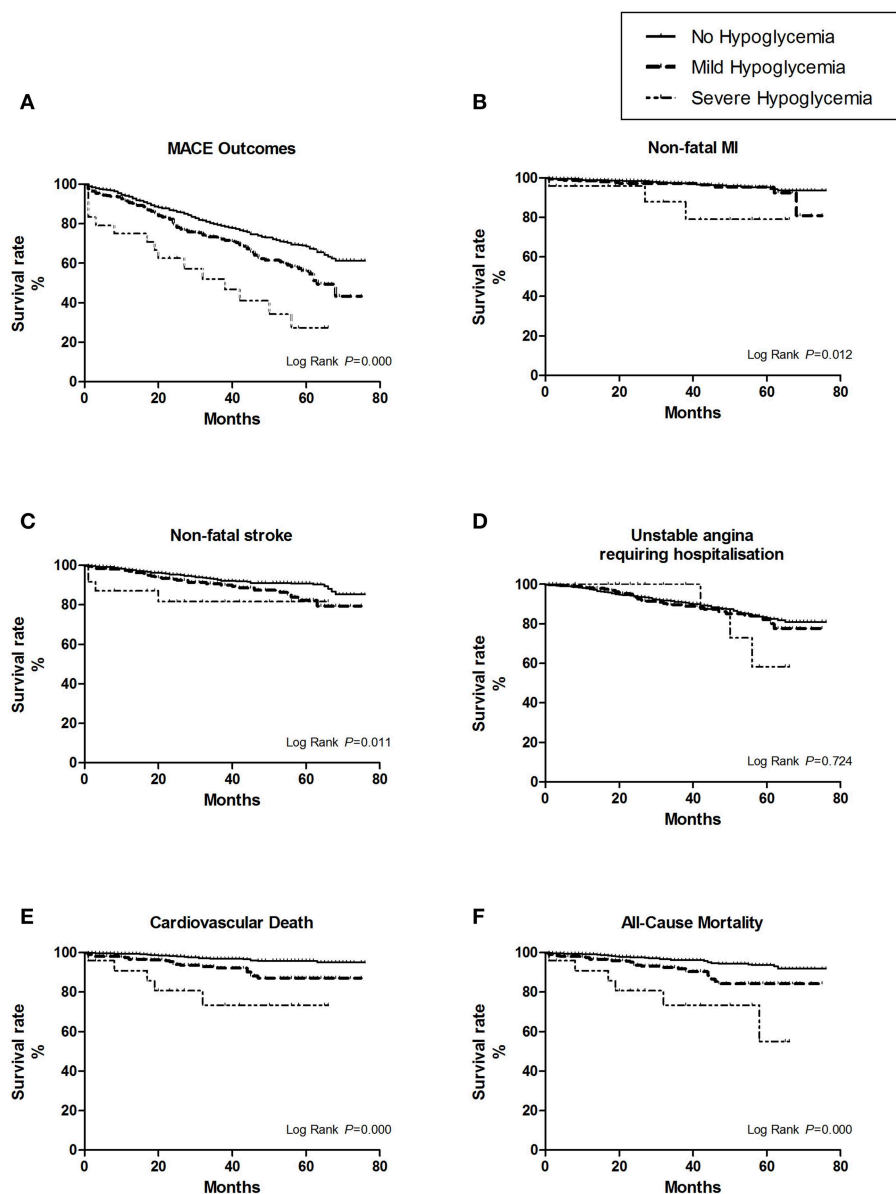 No Hypoglycemia
Mild Hypoglycemia
Severe Hypoglycemia
A
MACE Outcomes
100
80
60
40
20
0
0 20 40 60 80
Survival rate
%
Months
Log Rank P=0.000
B
Non-fatal MI
100
80
60
40
20
0
0 20 40 60 80
Survival rate
%
Months
Log Rank P=0.012
C
Non-fatal stroke
100
80
60
40
20
0
0 20 40 60 80
Survival rate
%
Months
Log Rank P=0.011
D
Unstable angina
requiring hospitalisation
100
80
60
40
20
0
0 20 40 60 80
Survival rate
%
Months
Log Rank P=0.724
E
Cardiovascular Death
100
80
60
40
20
0
0 20 40 60 80
Survival rate
%
Months
Log Rank P=0.000
F
All-Cause Mortality
100
80
60
40
20
0
0 20 40 60 80
Survival rate
%
Months
Log Rank P=0.000